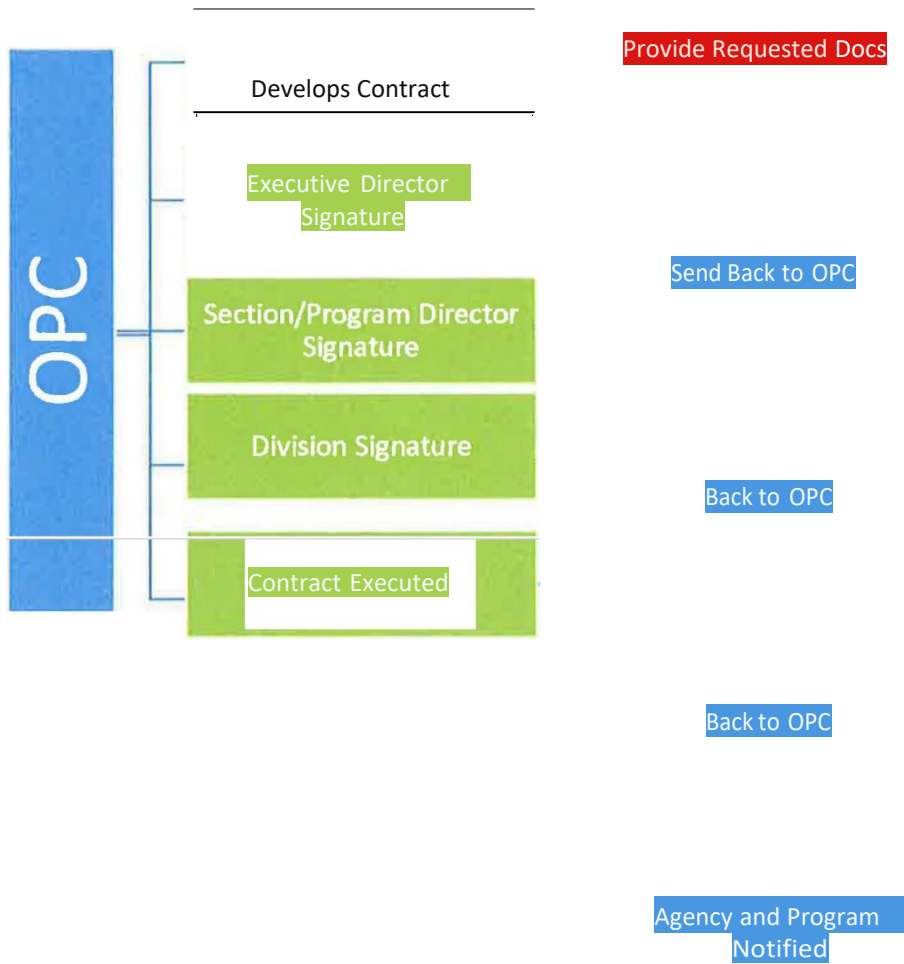 OPC
Develops Contract
Executive Director
Signature
Section/Program Director
Signature
Division Signature
Contract Executed
Provide Requested Docs
Send Back to OPC
Back to OPC
Back to OPC
Agency and Program
Notified